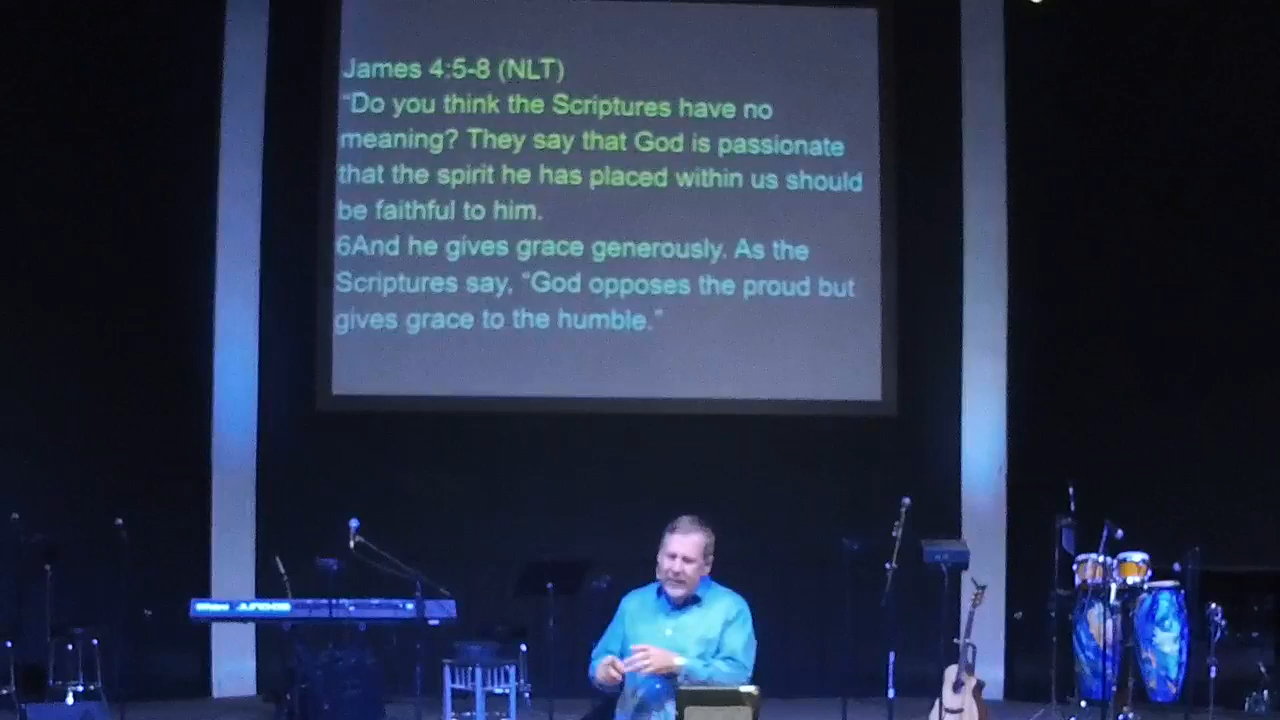 James 4:5-8 (NLT)
“Do you think the Scriptures have no
meaning? They say that God is passionate
that the spirit he has placed within us should
be faithful to him.
6And he gives grace generously. As the
Scriptures say, “God opposes the proud but
gives grace to the humble.”